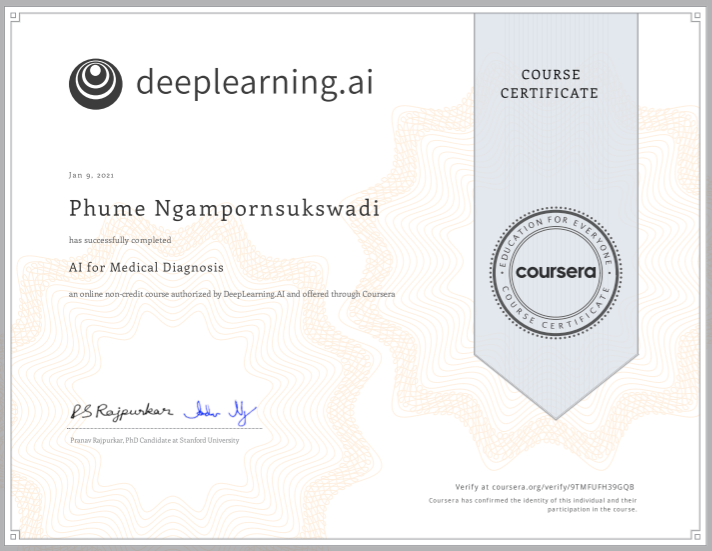 deeplearning.ai
COURSE
CERTIFICATE
Jan 9, 2021
Phume Ngampornsukswadi
has successfully completed
AI for Medical Diagnosis
an online non-credit course authorized by DeepLearning.AI and offered through Coursera
EDUCATION FOR EVERYONE
coursera
COURSE CERTIFICATE
PS Rajpurkar
Pranav Rajpurkar, PhD Candidate at Stanford University
Verify at coursera.org/verify/9TMFUFH39GQB
Coursera has confirmed the identity of this individual and their
participation in the course.